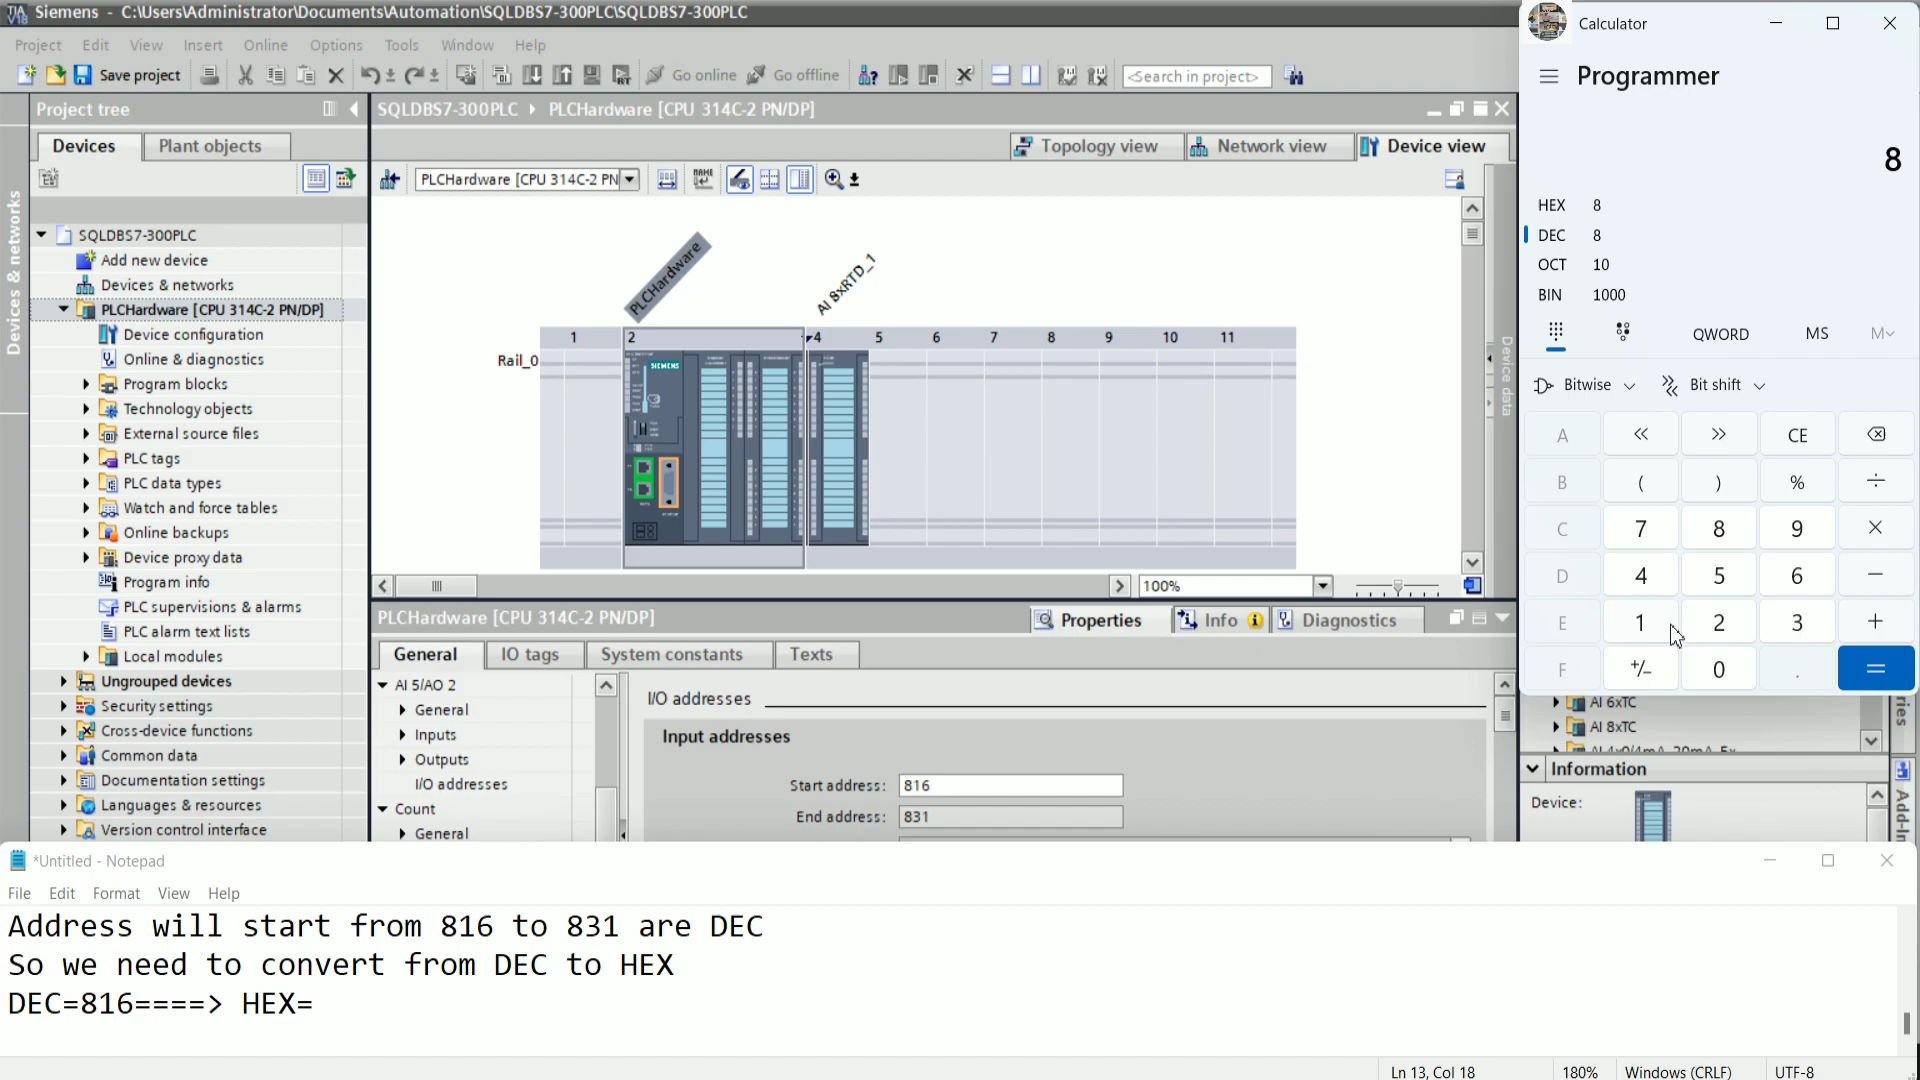 Siemens - C:\Users\Administrator\Documents\Automation\SQLDBS7-300PLC\SQLDBS7-300PLC
Project Edit View Insert Online Options Tools Window Help
Save project Go online Go offline <Search in project>
Project tree
SQLDBS7-300PLC PLCHardware [CPU 314C-2 PN/DP]
Devices Plant objects
Topology view Network view Device view
PLCHardware [CPU 314C-2 PN
Devices & networks
SQLDBS7-300PLC
Add new device
Devices & networks
PLCHardware [CPU 314C-2 PN/DP]
Device configuration
Online & diagnostics
Program blocks
Technology objects
External source files
PLC tags
PLC data types
Watch and force tables
Online backups
Device proxy data
Program info
PLC supervisions & alarms
PLC alarm text lists
Local modules
Ungrouped devices
Security settings
Cross-device functions
Common data
Documentation settings
Languages & resources
Version control interface
PLCHardware
AI 8xRTD_1
1 2 4 5 6 7 8 9 10 11
Rail_0
SIEMENS
Device data
100%
PLCHardware [CPU 314C-2 PN/DP]
Properties Info Diagnostics
General IO tags System constants Texts
AI 5/AO 2
General
Inputs
Outputs
I/O addresses
Count
General
I/O addresses
Input addresses
Start address: 816
End address: 831
Calculator
Programmer
8
HEX 8
DEC 8
OCT 10
BIN 1000
QWORD MS M
Bitwise Bit shift
A << >> CE
B ( ) % ÷
C 7 8 9 ×
D 4 5 6 −
E 1 2 3 +
F +/− 0 . =
AI 6xTC
AI 8xTC
ries
Information
Device:
Add-In
*Untitled - Notepad
File Edit Format View Help
Address will start from 816 to 831 are DEC
So we need to convert from DEC to HEX
DEC=816====> HEX=
Ln 13, Col 18 180% Windows (CRLF) UTF-8